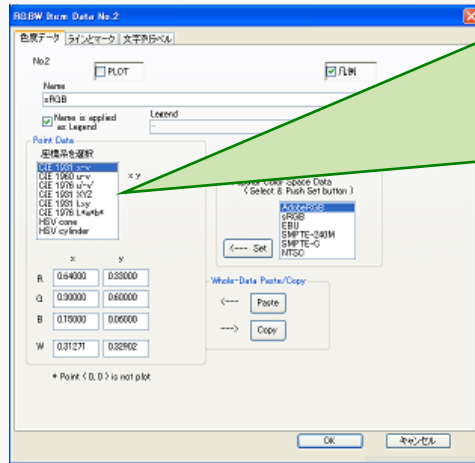 RGBW Item Data No.2
色度データ ラインとマーク 文字列ラベル
No2
PLOT
凡例
Name
sRGB
Name is applied as Legend
Legend
-
Point Data
座標系を選択
CIE 1931 x-y
CIE 1960 u-v
CIE 1976 u'-v'
CIE 1931 XYZ
CIE 1931 Lxy
CIE 1976 L*a*b*
HSV cone
HSV cylinder
x y
Color Space Data
( Select & Push Set button )
AdobeRGB
sRGB
EBU
SMPTE-240M
SMPTE-C
NTSC
<--- Set
x y
R 0.64000 0.33000
G 0.30000 0.60000
B 0.15000 0.06000
W 0.31271 0.32902
Whole-Data Paste/Copy
<--- Paste
---> Copy
* Point ( 0, 0 ) is not plot
OK キャンセル